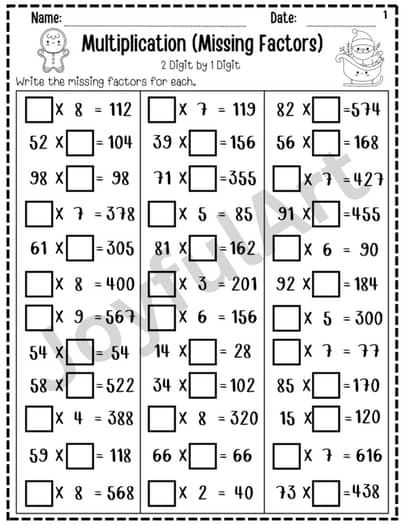 Name: Date: 1
Multiplication (Missing Factors)
2 Digit by 1 Digit
Write the missing factors for each.
□ X 8 = 112
52 X □ = 104
98 X □ = 98
□ X 7 = 378
61 X □ = 305
□ X 8 = 400
□ X 9 = 567
54 X □ = 54
58 X □ = 522
□ X 4 = 388
59 X □ = 118
□ X 8 = 568
□ X 7 = 119
39 X □ = 156
71 X □ = 355
□ X 5 = 85
81 X □ = 162
□ X 3 = 201
□ X 6 = 156
14 X □ = 28
34 X □ = 102
□ X 8 = 320
66 X □ = 66
□ X 2 = 40
82 X □ = 574
56 X □ = 168
□ X 7 = 427
91 X □ = 455
□ X 6 = 90
92 X □ = 184
□ X 5 = 300
□ X 7 = 77
85 X □ = 170
15 X □ = 120
□ X 7 = 616
73 X □ = 438
JoyfulArt